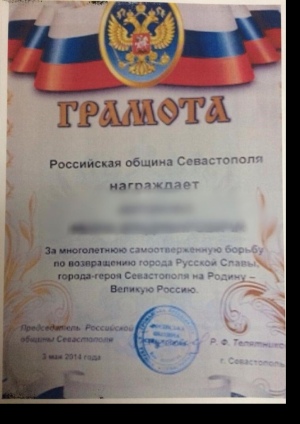 ГРАМОТА
Российская община Севастополя
награждает
За многолетнюю самоотверженную борьбу
по возвращению города Русской Славы,
города-героя Севастополя на Родину –
Великую Россию.
Председатель Российской
общины Севастополя
Р. Ф. Телятникова
3 мая 2014 года
г. Севастополь